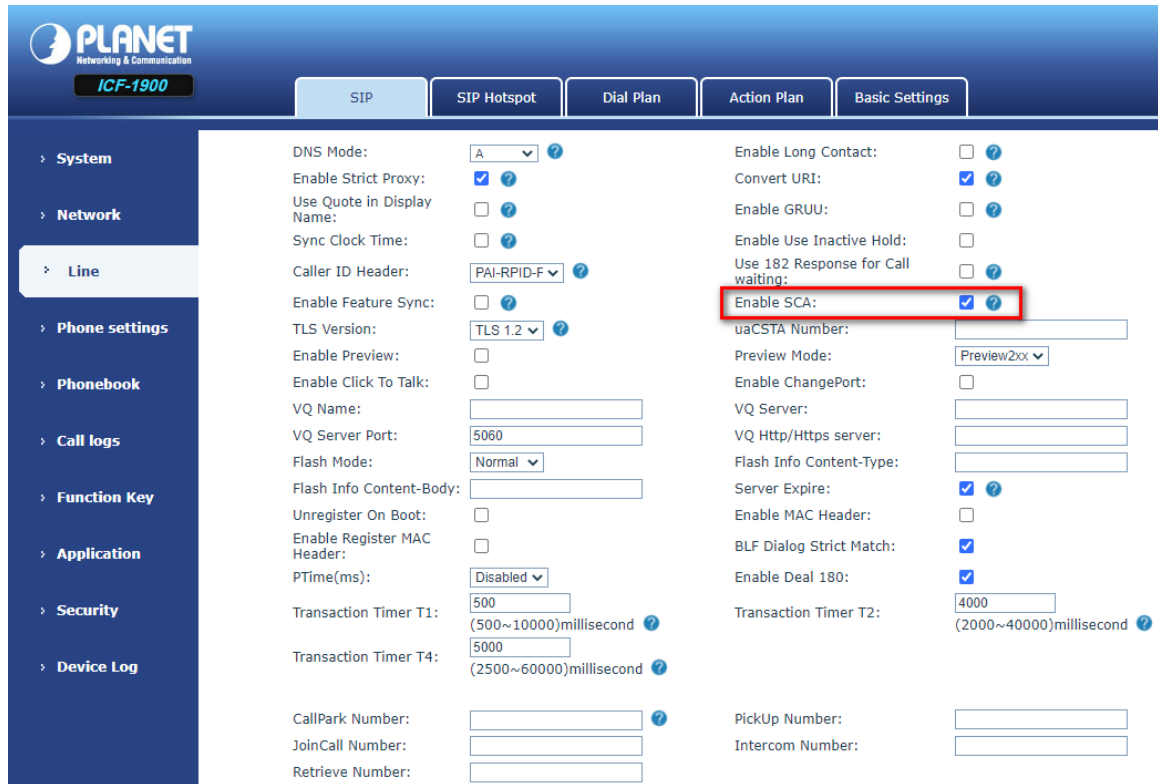 PLANET
Networking & Communication
ICF-1900
SIP SIP Hotspot Dial Plan Action Plan Basic Settings
› System
› Network
› Line
› Phone settings
› Phonebook
› Call logs
› Function Key
› Application
› Security
› Device Log
DNS Mode: A ? Enable Long Contact: ?
Enable Strict Proxy: ? Convert URI: ?
Use Quote in Display
Name: ? Enable GRUU: ?
Sync Clock Time: ? Enable Use Inactive Hold:
Caller ID Header: PAI-RPID-F ? Use 182 Response for Call
waiting: ?
Enable Feature Sync: ? Enable SCA: ?
TLS Version: TLS 1.2 ? uaCSTA Number:
Enable Preview: Preview Mode: Preview2xx
Enable Click To Talk: Enable ChangePort:
VQ Name: VQ Server:
VQ Server Port: 5060 VQ Http/Https server:
Flash Mode: Normal Flash Info Content-Type:
Flash Info Content-Body: Server Expire: ?
Unregister On Boot: Enable MAC Header:
Enable Register MAC
Header: BLF Dialog Strict Match:
PTime(ms): Disabled Enable Deal 180:
Transaction Timer T1: 500 Transaction Timer T2: 4000
(500~10000)millisecond ? (2000~40000)millisecond ?
Transaction Timer T4: 5000
(2500~60000)millisecond ?
CallPark Number: ? PickUp Number:
JoinCall Number: Intercom Number:
Retrieve Number: